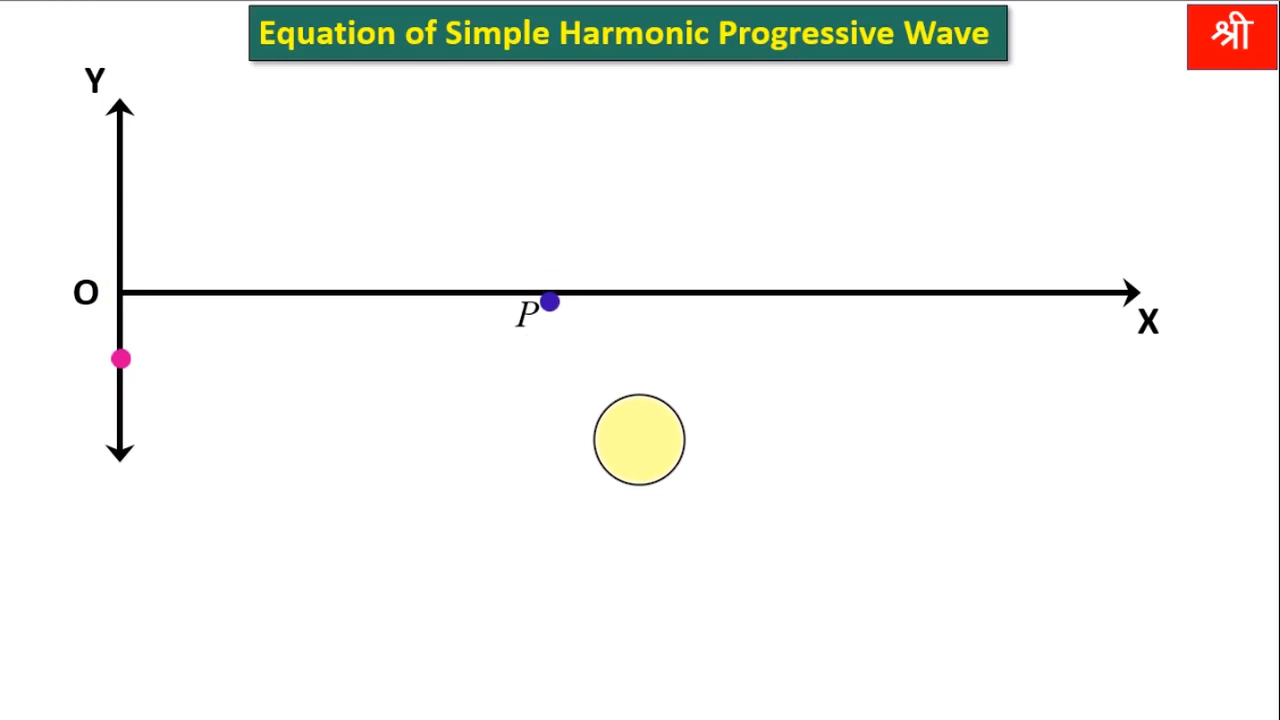 Equation of Simple Harmonic Progressive Wave
श्री
Y
O
P
X